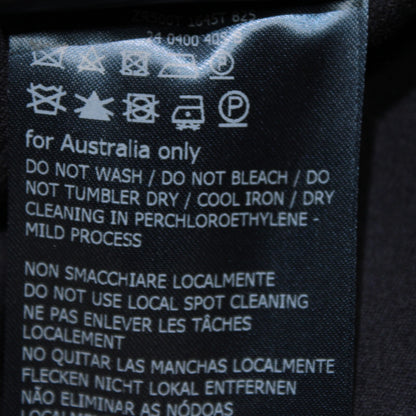 for Australia only
DO NOT WASH / DO NOT BLEACH / DO
NOT TUMBLER DRY / COOL IRON / DRY
CLEANING IN PERCHLOROETHYLENE -
MILD PROCESS
NON SMACCHIARE LOCALMENTE
DO NOT USE LOCAL SPOT CLEANING
NE PAS ENLEVER LES TÂCHES
LOCALEMENT
NO QUITAR LAS MANCHAS LOCALMENTE
FLECKEN NICHT LOKAL ENTFERNEN
NÃO ELIMINAR AS NÓDOAS